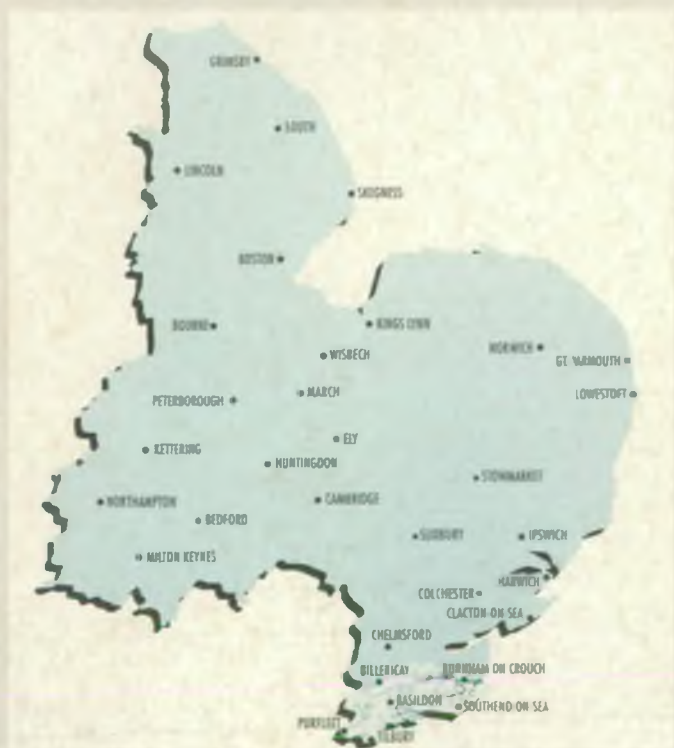 GRIMSBY
SOUTH
LINCOLN
SKEGNESS
BOSTON
BOURNE
KINGS LYNN
NORWICH
WISBECH
GT. YARMOUTH
MARCH
LOWESTOFT
PETERBOROUGH
ELY
KETTERING
HUNTINGDON
STOWMARKET
NORTHAMPTON
CAMBRIDGE
BEDFORD
SUDBURY
IPSWICH
MILTON KEYNES
HARWICH
COLCHESTER
CLACTON ON SEA
CHELMSFORD
BILLERICAY
BURNHAM ON CROUCH
BASILDON
SOUTHEND ON SEA
PURFLEET
TILBURY